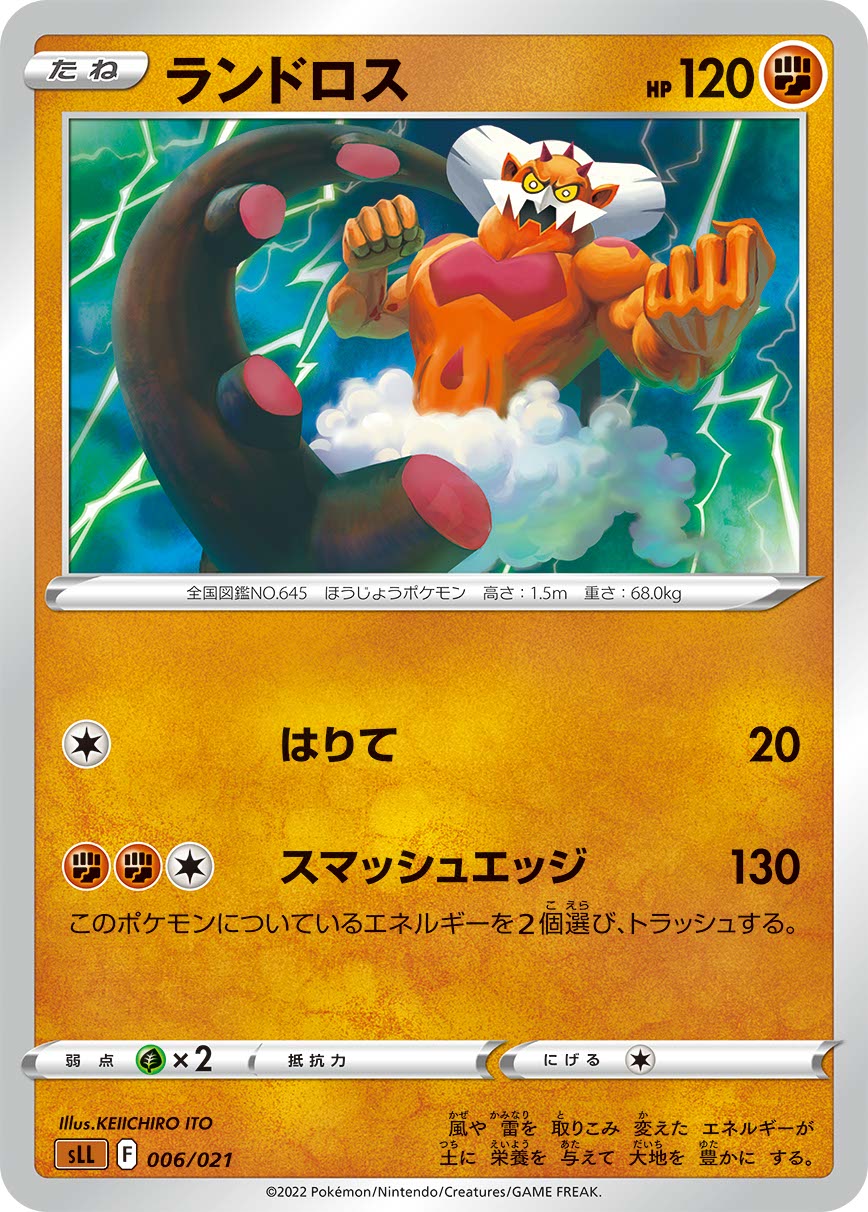 たね ランドロス HP 120
全国図鑑NO.645 ほうじょうポケモン 高さ:1.5m 重さ:68.0kg
はりて 20
スマッシュエッジ 130
このポケモンについているエネルギーを2個選び、トラッシュする。
弱点 ×2 抵抗力 にげる
Illus.KEIICHIRO ITO
sLL F 006/021
風や 雷を 取りこみ 変えた エネルギーが
土に 栄養を 与えて 大地を 豊かに する。
©2022 Pokémon/Nintendo/Creatures/GAME FREAK.